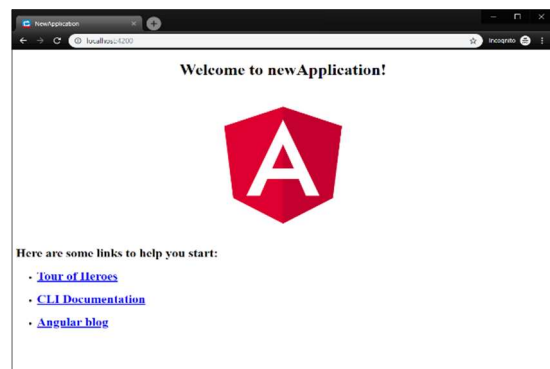 NewApplication
localhost:4200
Incognito
Welcome to newApplication!
A
Here are some links to help you start:
Tour of Heroes
CLI Documentation
Angular blog